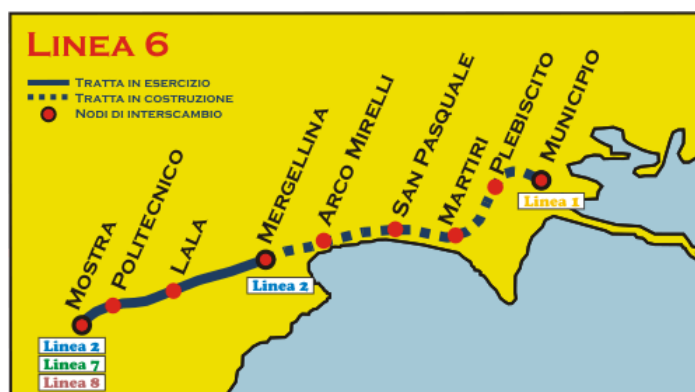 LINEA 6
TRATTA IN ESERCIZIO
TRATTA IN COSTRUZIONE
NODI DI INTERSCAMBIO
MOSTRA
POLITECNICO
LALA
MERGELLINA
ARCO MIRELLI
SAN PASQUALE
MARTIRI
PLEBISCITO
MUNICIPIO
Linea 1
Linea 2
Linea 2
Linea 7
Linea 8